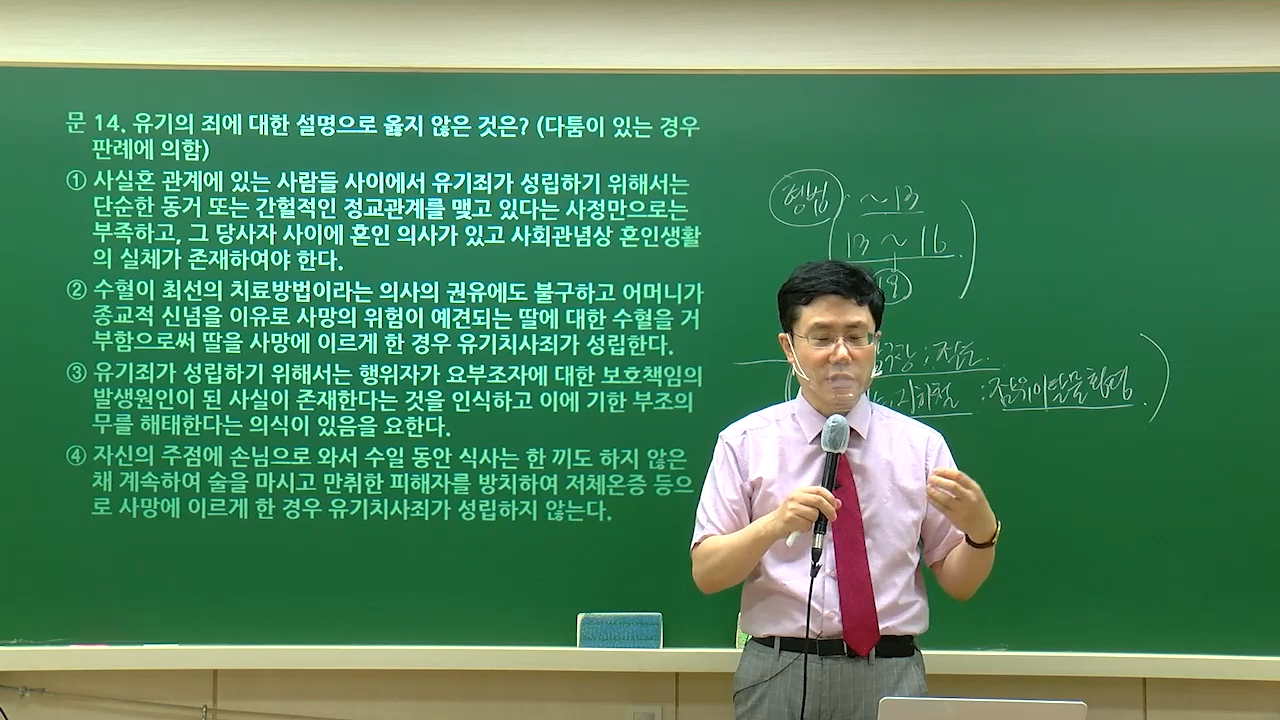 문 14. 유기의 죄에 대한 설명으로 옳지 않은 것은? (다툼이 있는 경우
판례에 의함)
① 사실혼 관계에 있는 사람들 사이에서 유기죄가 성립하기 위해서는
단순한 동거 또는 간헐적인 정교관계를 맺고 있다는 사정만으로는
부족하고, 그 당사자 사이에 혼인 의사가 있고 사회관념상 혼인생활
의 실체가 존재하여야 한다.
② 수혈이 최선의 치료방법이라는 의사의 권유에도 불구하고 어머니가
종교적 신념을 이유로 사망의 위험이 예견되는 딸에 대한 수혈을 거
부함으로써 딸을 사망에 이르게 한 경우 유기치사죄가 성립한다.
③ 유기죄가 성립하기 위해서는 행위자가 요부조자에 대한 보호책임의
발생원인이 된 사실이 존재한다는 것을 인식하고 이에 기한 부조의
무를 해태한다는 의식이 있음을 요한다.
④ 자신의 주점에 손님으로 와서 수일 동안 식사는 한 끼도 하지 않은
채 계속하여 술을 마시고 만취한 피해자를 방치하여 저체온증 등으
로 사망에 이르게 한 경우 유기치사죄가 성립하지 않는다.
형법 ~13
13 ~ 16
구장 : 절도
지하철 : 점유이탈물횡령